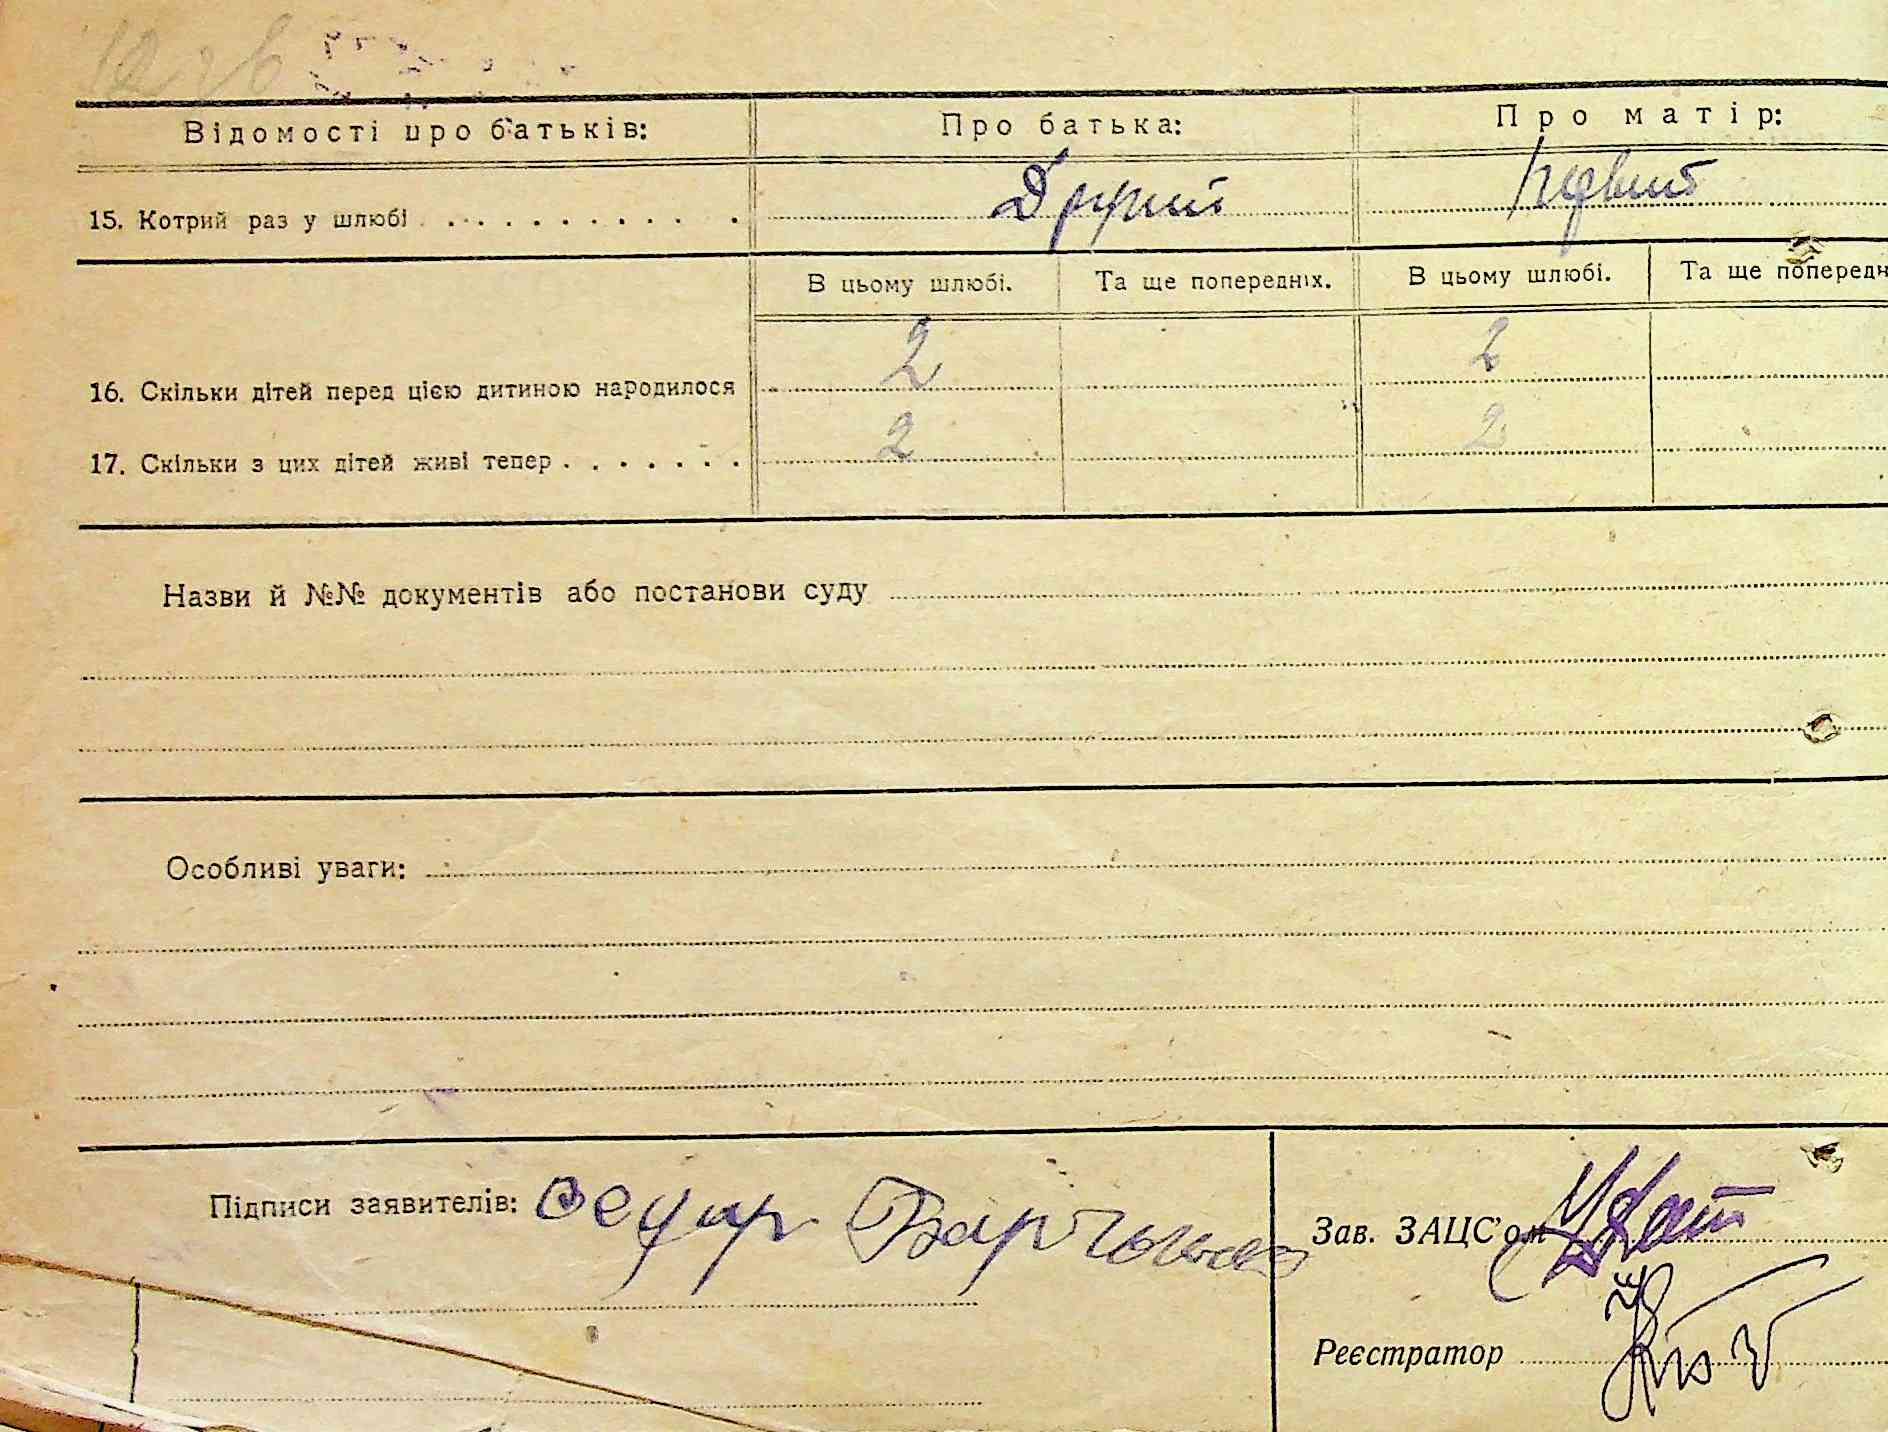 Відомості про батьків: Про батька: Про матір:
15. Котрий раз у шлюбі . . . . . . . . . . Другий Первий
В цьому шлюбі. Та ще попередніх. В цьому шлюбі. Та ще попередн
16. Скільки дітей перед цією дитиною народилося 2 2
17. Скільки з цих дітей живі тепер . . . . . . . 2 2
Назви й №№ документів або постанови суду
Особливі уваги:
Підписи заявителів:
Зав. ЗАЦС'ом
Реєстратор